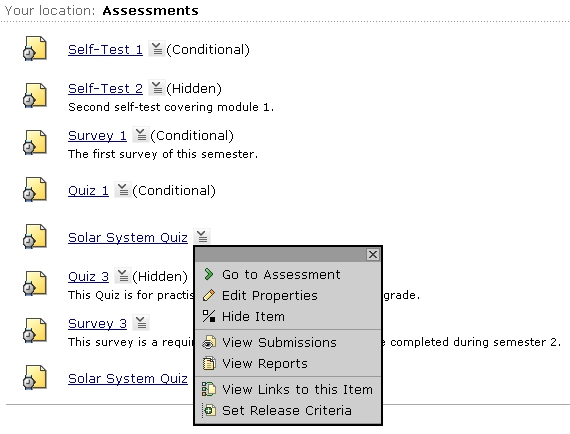 Your location: Assessments
Self-Test 1 (Conditional)
Self-Test 2 (Hidden)
Second self-test covering module 1.
Survey 1 (Conditional)
The first survey of this semester.
Quiz 1 (Conditional)
Solar System Quiz
Go to Assessment
Edit Properties
Hide Item
View Submissions
View Reports
View Links to this Item
Set Release Criteria
Quiz 3 (Hidden)
This Quiz is for practis grade.
Survey 3
This survey is a requir e completed during semester 2.
Solar System Quiz